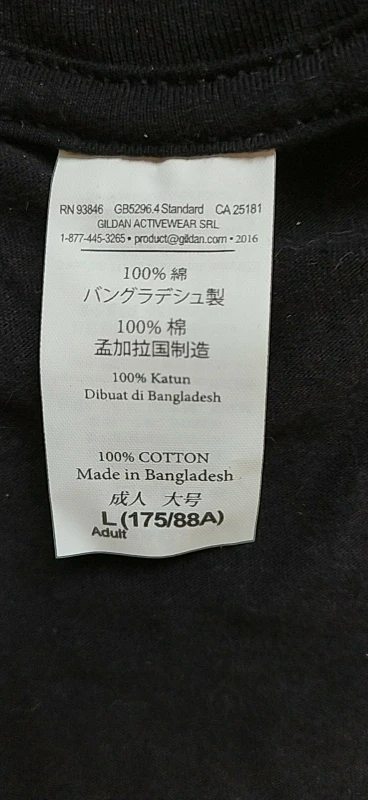 RN 93846 GB5296.4 Standard CA 25181
GILDAN ACTIVEWEAR SRL
1-877-445-3265 • product@gildan.com • 2016
100% 綿
バングラデシュ製
100% 棉
孟加拉国制造
100% Katun
Dibuat di Bangladesh
100% COTTON
Made in Bangladesh
成人 大号
L (175/88A)
Adult